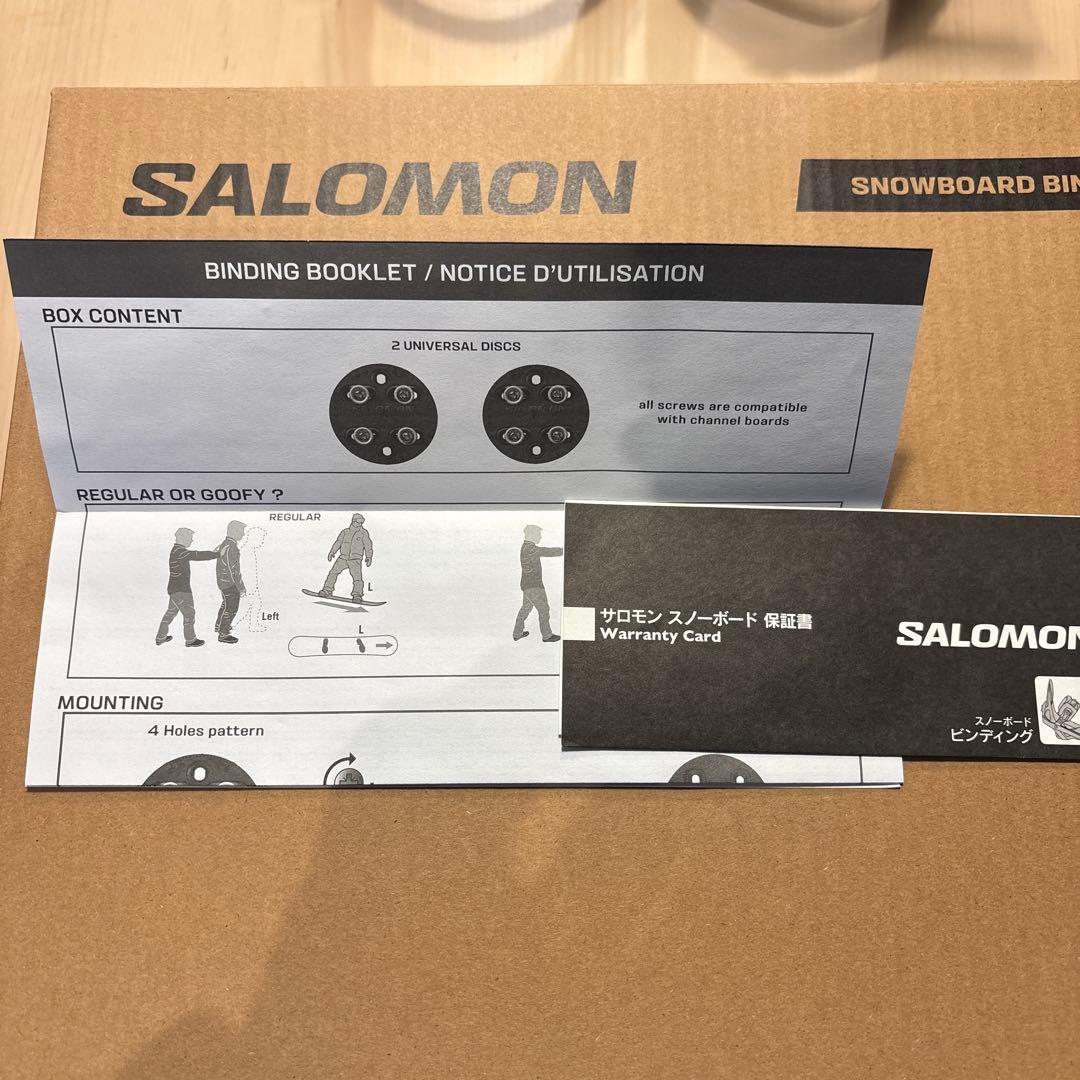 SALOMON
SNOWBOARD
BINDING BOOKLET / NOTICE D'UTILISATION
BOX CONTENT
2 UNIVERSAL DISCS
all screws are compatible
with channel boards
REGULAR OR GOOFY ?
REGULAR
L
Left
L
MOUNTING
4 Holes pattern
サロモン スノーボード 保証書
Warranty Card
SALOMON
スノーボード
ビンディング